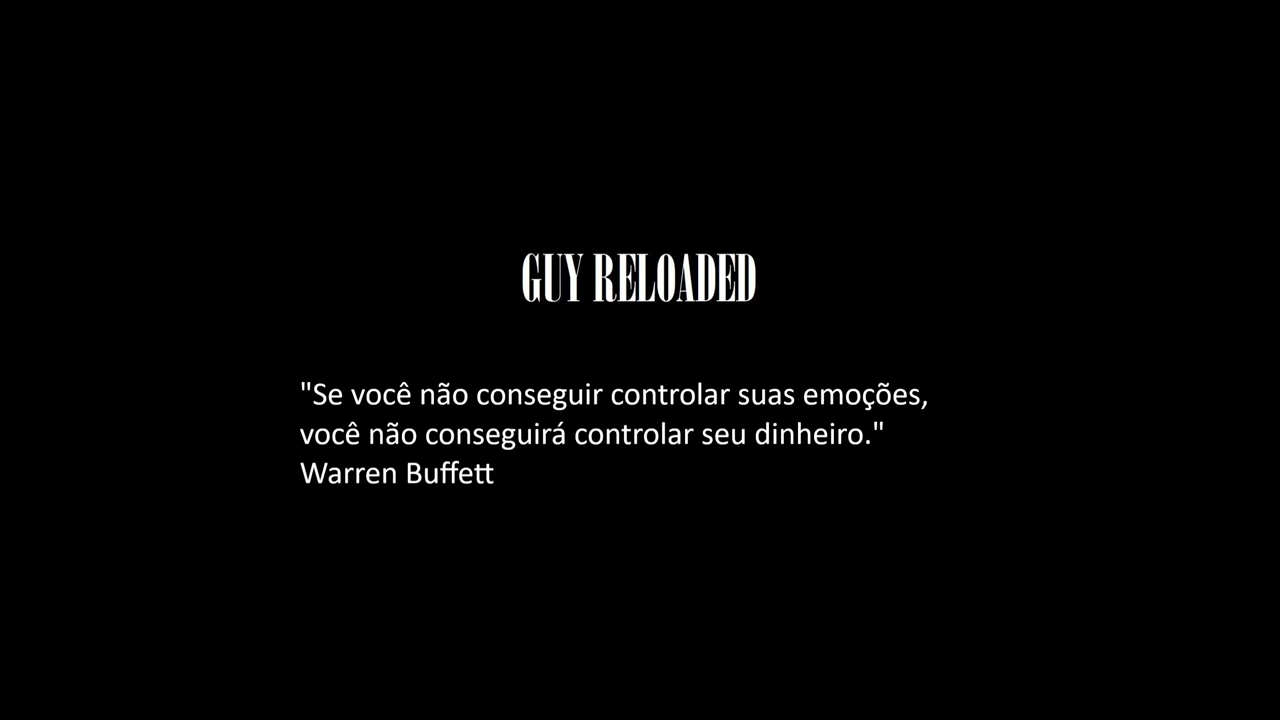 GUY RELOADED
"Se você não conseguir controlar suas emoções,
você não conseguirá controlar seu dinheiro."
Warren Buffett